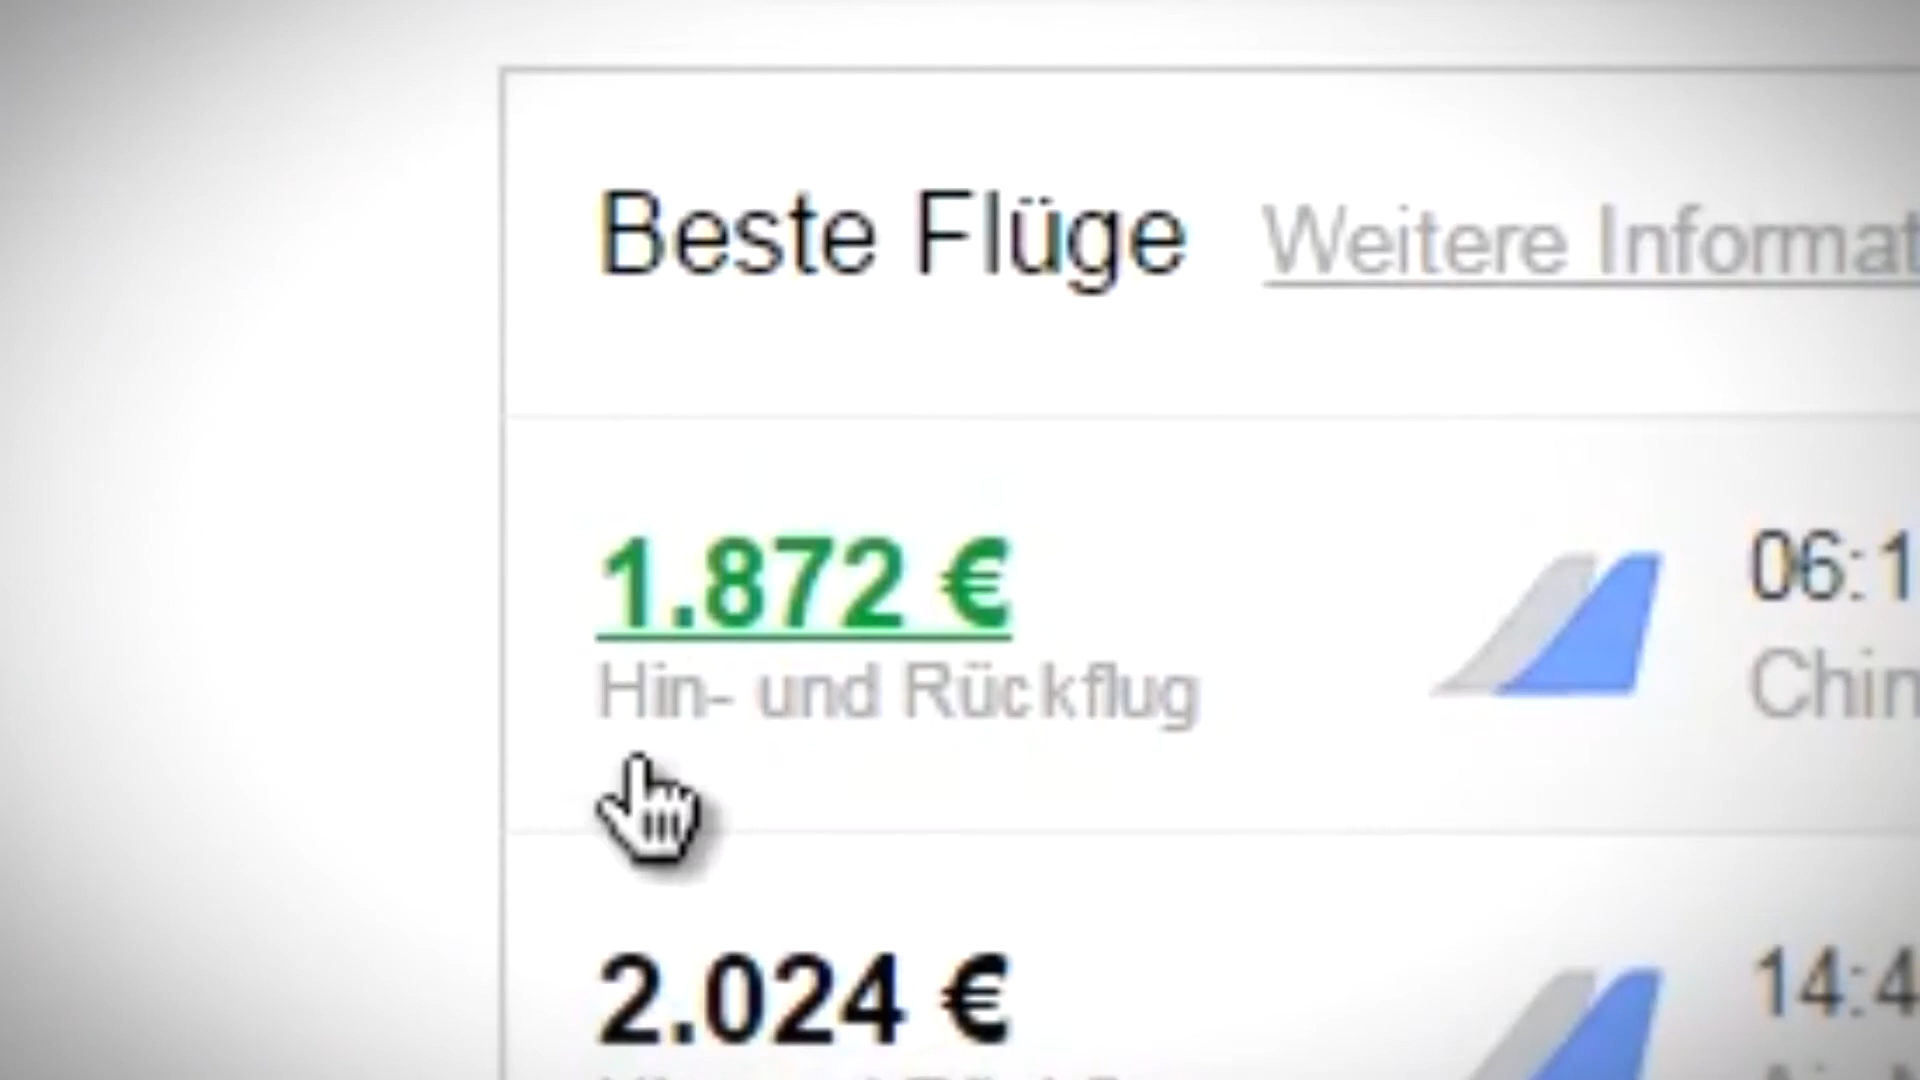 Beste Flüge Weitere Informat
1.872 €
06:1
Hin- und Rückflug
Chin
2.024 €
14:4